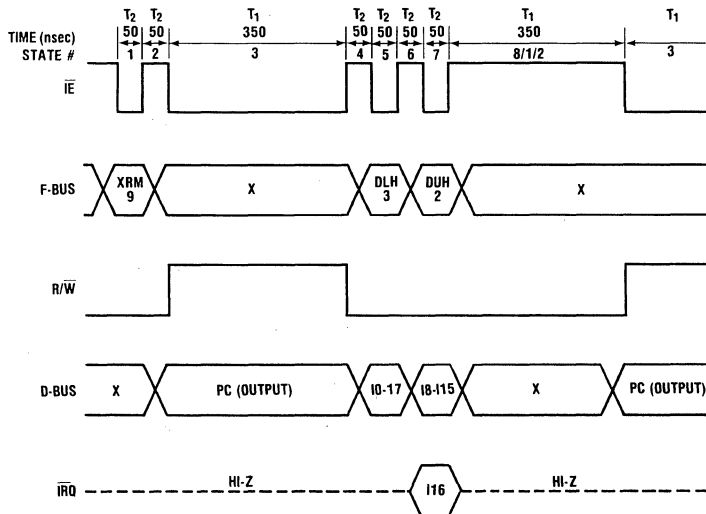 T2 T2 T1 T2 T2 T2 T2 T1 T1
TIME (nsec) 50 50 350 50 50 50 50 350
STATE # 1 2 3 4 5 6 7 8/1/2 3
IE
F-BUS XRM 9 X DLH 3 DUH 2 X
R/W
D-BUS X PC (OUTPUT) I0-17 I8-I15 X PC (OUTPUT)
IRQ HI-Z I16 HI-Z